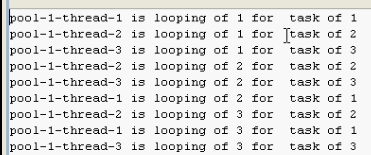 pool-1-thread-1 is looping of 1 for  task of 1
pool-1-thread-2 is looping of 1 for  task of 2
pool-1-thread-3 is looping of 1 for  task of 3
pool-1-thread-2 is looping of 2 for  task of 2
pool-1-thread-3 is looping of 2 for  task of 3
pool-1-thread-1 is looping of 2 for  task of 1
pool-1-thread-2 is looping of 3 for  task of 2
pool-1-thread-1 is looping of 3 for  task of 1
pool-1-thread-3 is looping of 3 for  task of 3